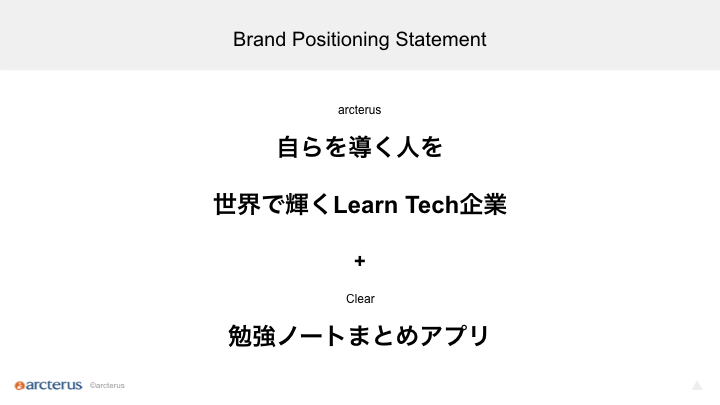 Brand Positioning Statement
arcterus
自らを導く人を
世界で輝くLearn Tech企業
+
Clear
勉強ノートまとめアプリ
arcterus ©arcterus